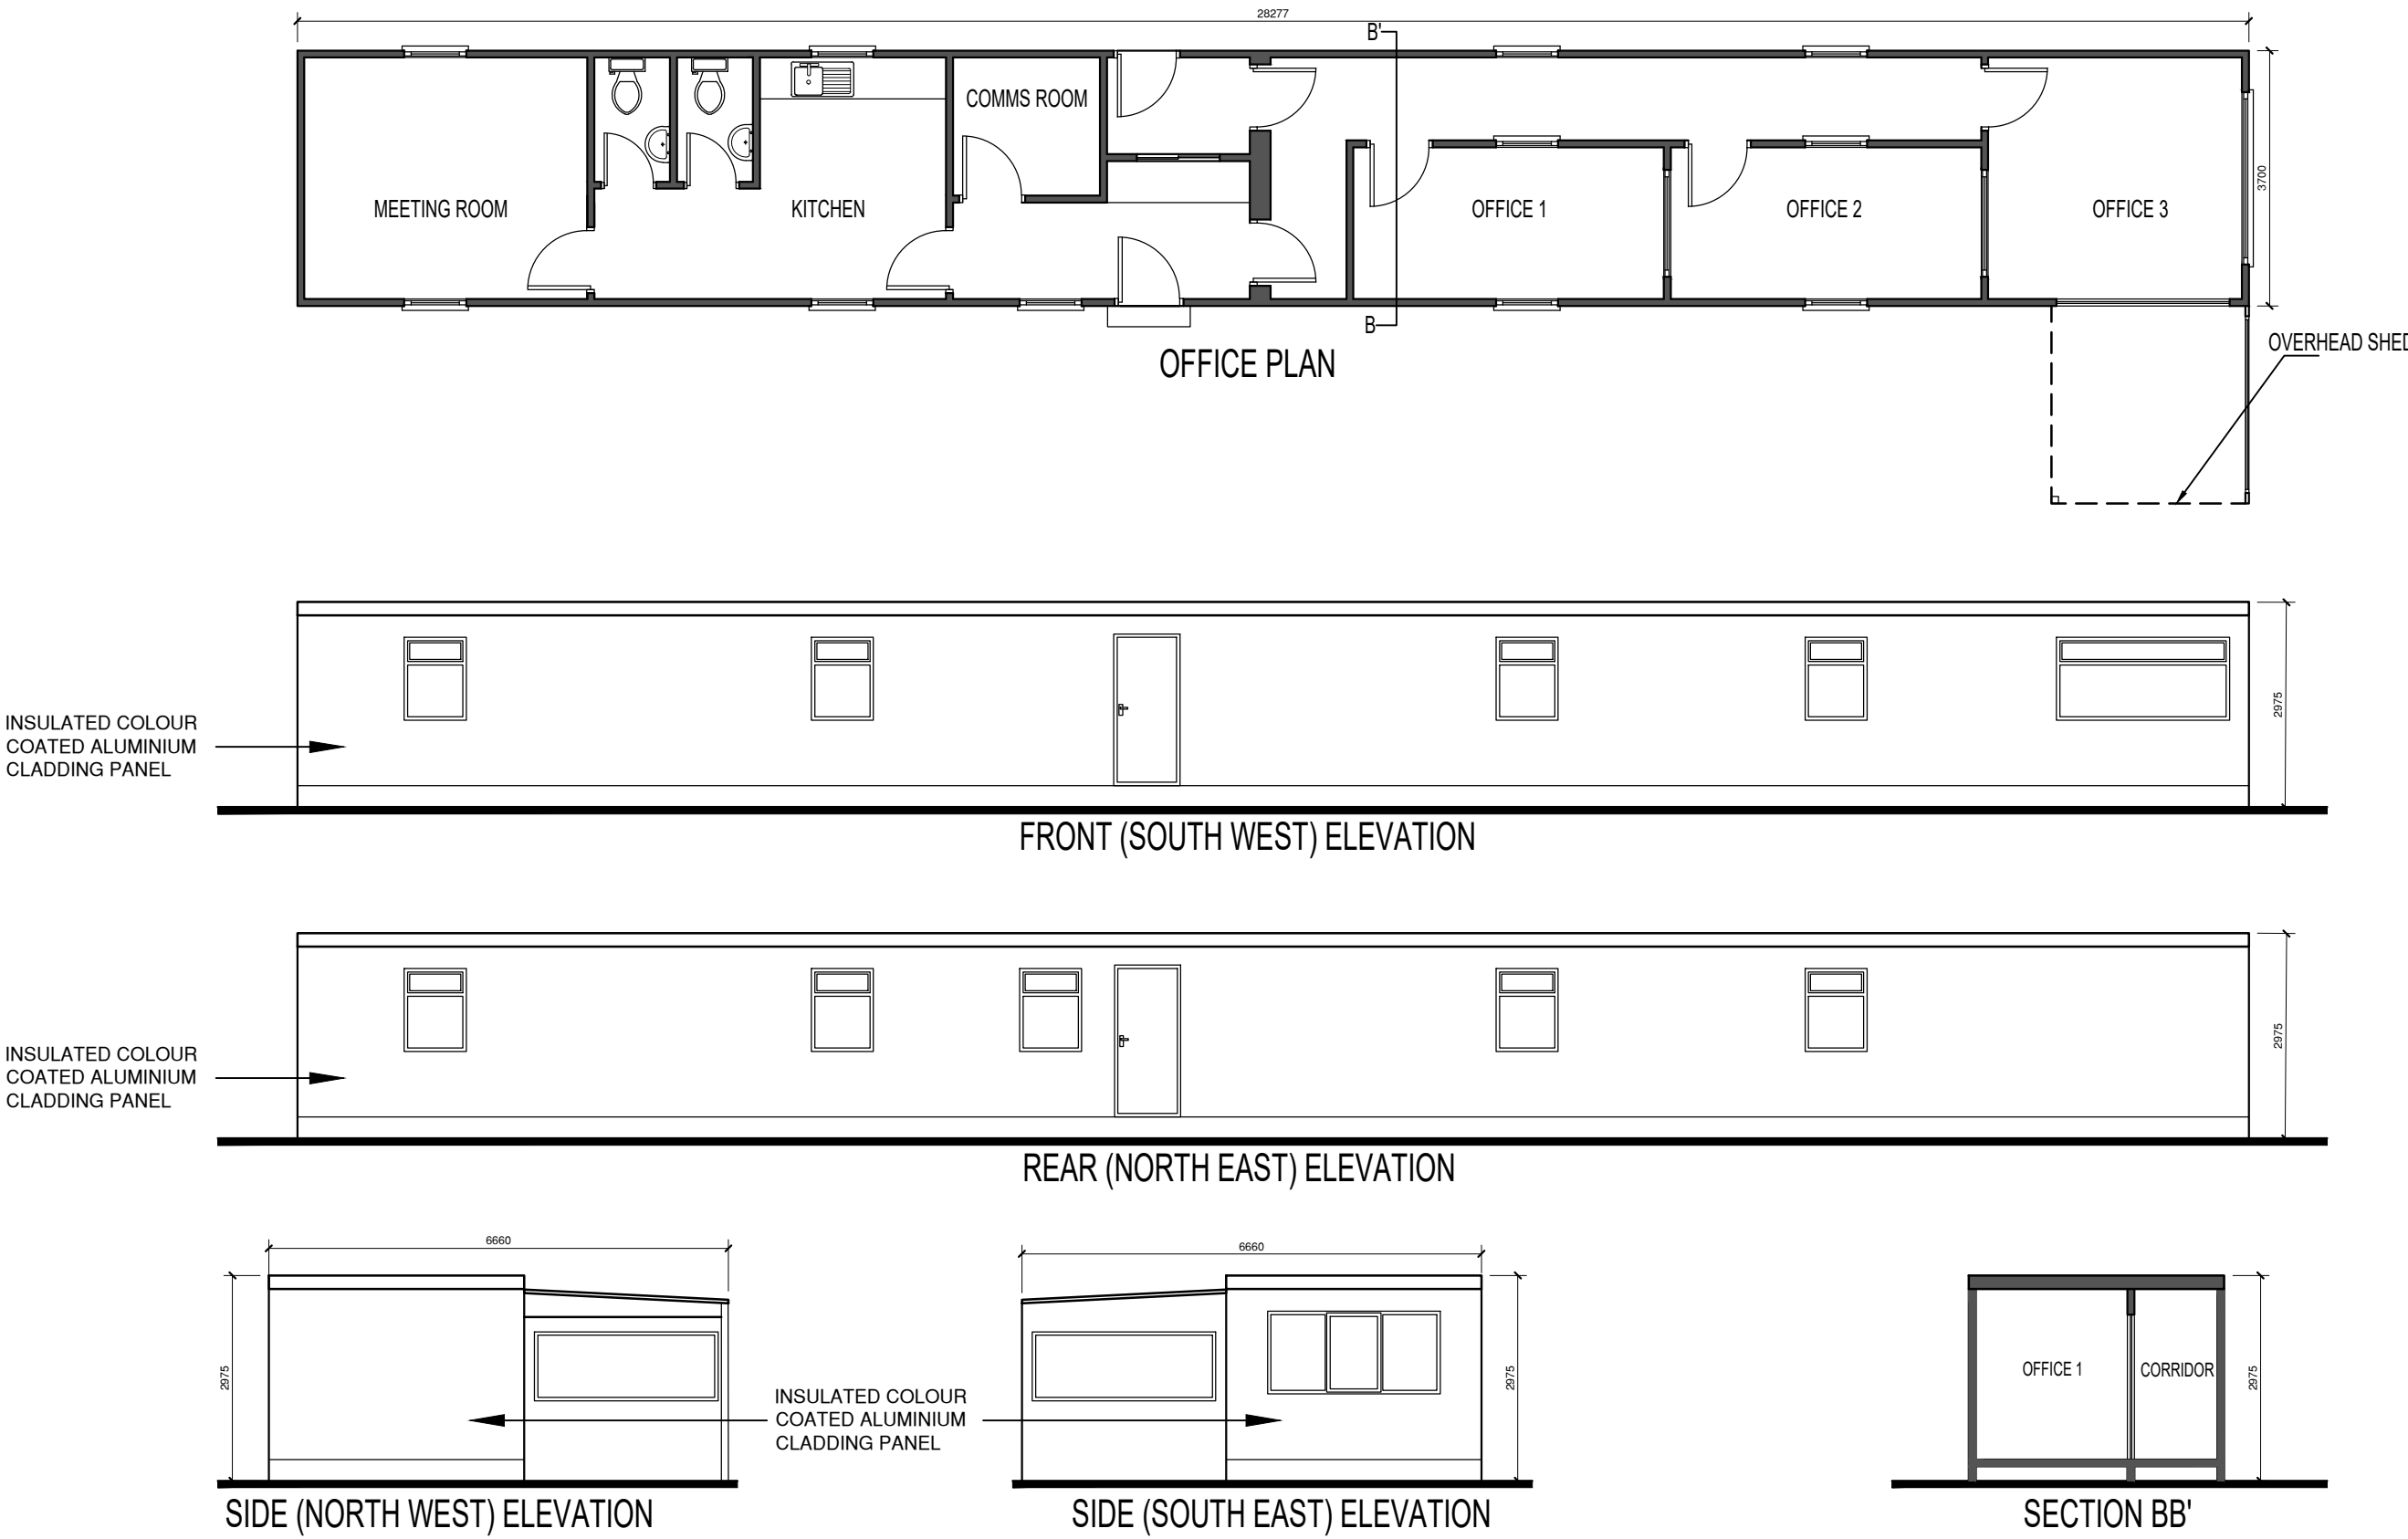 28277
B'
COMMS ROOM
MEETING ROOM
KITCHEN
OFFICE 1
OFFICE 2
OFFICE 3
3700
B
OVERHEAD SHED
OFFICE PLAN
INSULATED COLOUR
COATED ALUMINIUM
CLADDING PANEL
2975
FRONT (SOUTH WEST) ELEVATION
INSULATED COLOUR
COATED ALUMINIUM
CLADDING PANEL
2975
REAR (NORTH EAST) ELEVATION
6660
2975
SIDE (NORTH WEST) ELEVATION
INSULATED COLOUR
COATED ALUMINIUM
CLADDING PANEL
6660
2975
SIDE (SOUTH EAST) ELEVATION
OFFICE 1
CORRIDOR
2975
SECTION BB'